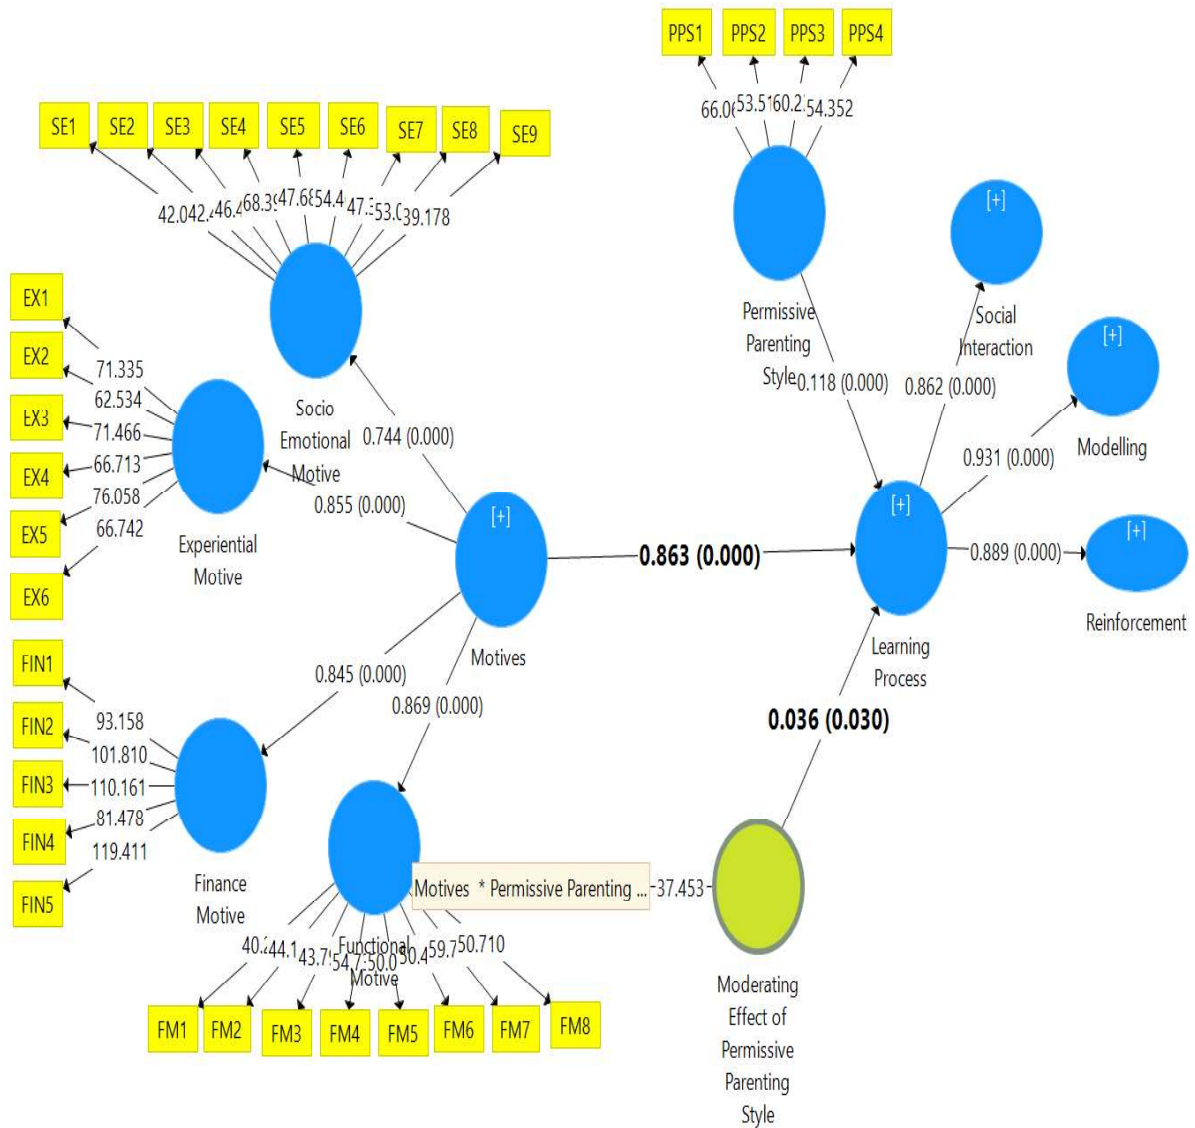 PPS1 PPS2 PPS3 PPS4
54.352
SE1 SE2 SE3 SE4 SE5 SE6 SE7 SE8 SE9
39.178
[+]
Permissive
Parenting
Style
Social
Interaction
0.118 (0.000)
0.862 (0.000)
[+]
Modelling
0.931 (0.000)
EX1
EX2
EX3
EX4
EX5
EX6
71.335
62.534
71.466
66.713
76.058
66.742
Experiential
Motive
Socio
Emotional
Motive
0.744 (0.000)
0.855 (0.000)
[+]
Motives
0.863 (0.000)
[+]
Learning
Process
0.889 (0.000)
[+]
Reinforcement
FIN1
FIN2
FIN3
FIN4
FIN5
93.158
101.810
110.161
81.478
119.411
Finance
Motive
0.845 (0.000)
0.869 (0.000)
0.036 (0.030)
Motives * Permissive Parenting ...
37.453
Functional
Motive
50.710
FM1 FM2 FM3 FM4 FM5 FM6 FM7 FM8
Moderating
Effect of
Permissive
Parenting
Style